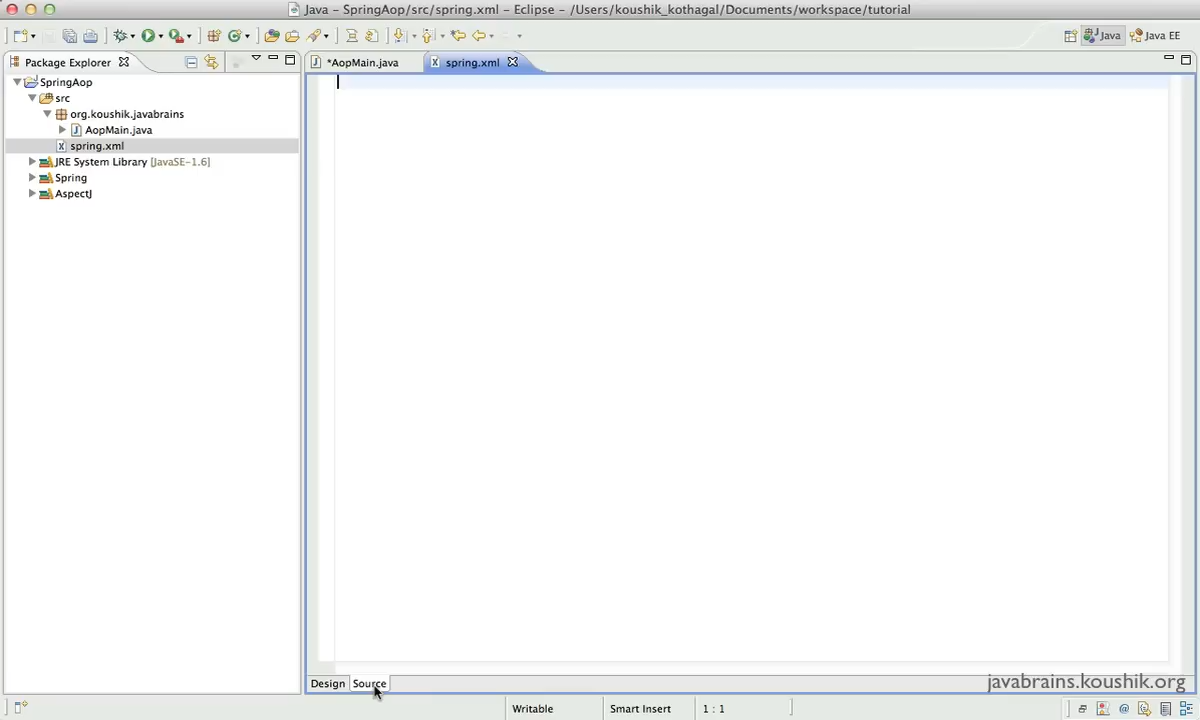 Java - SpringAop/src/spring.xml - Eclipse - /Users/koushik_kothagal/Documents/workspace/tutorial
Java
Java EE
Package Explorer
*AopMain.java
spring.xml
SpringAop
src
org.koushik.javabrains
AopMain.java
spring.xml
JRE System Library [JavaSE-1.6]
Spring
AspectJ
Design
Source
javabrains.koushik.org
Writable
Smart Insert
1 : 1